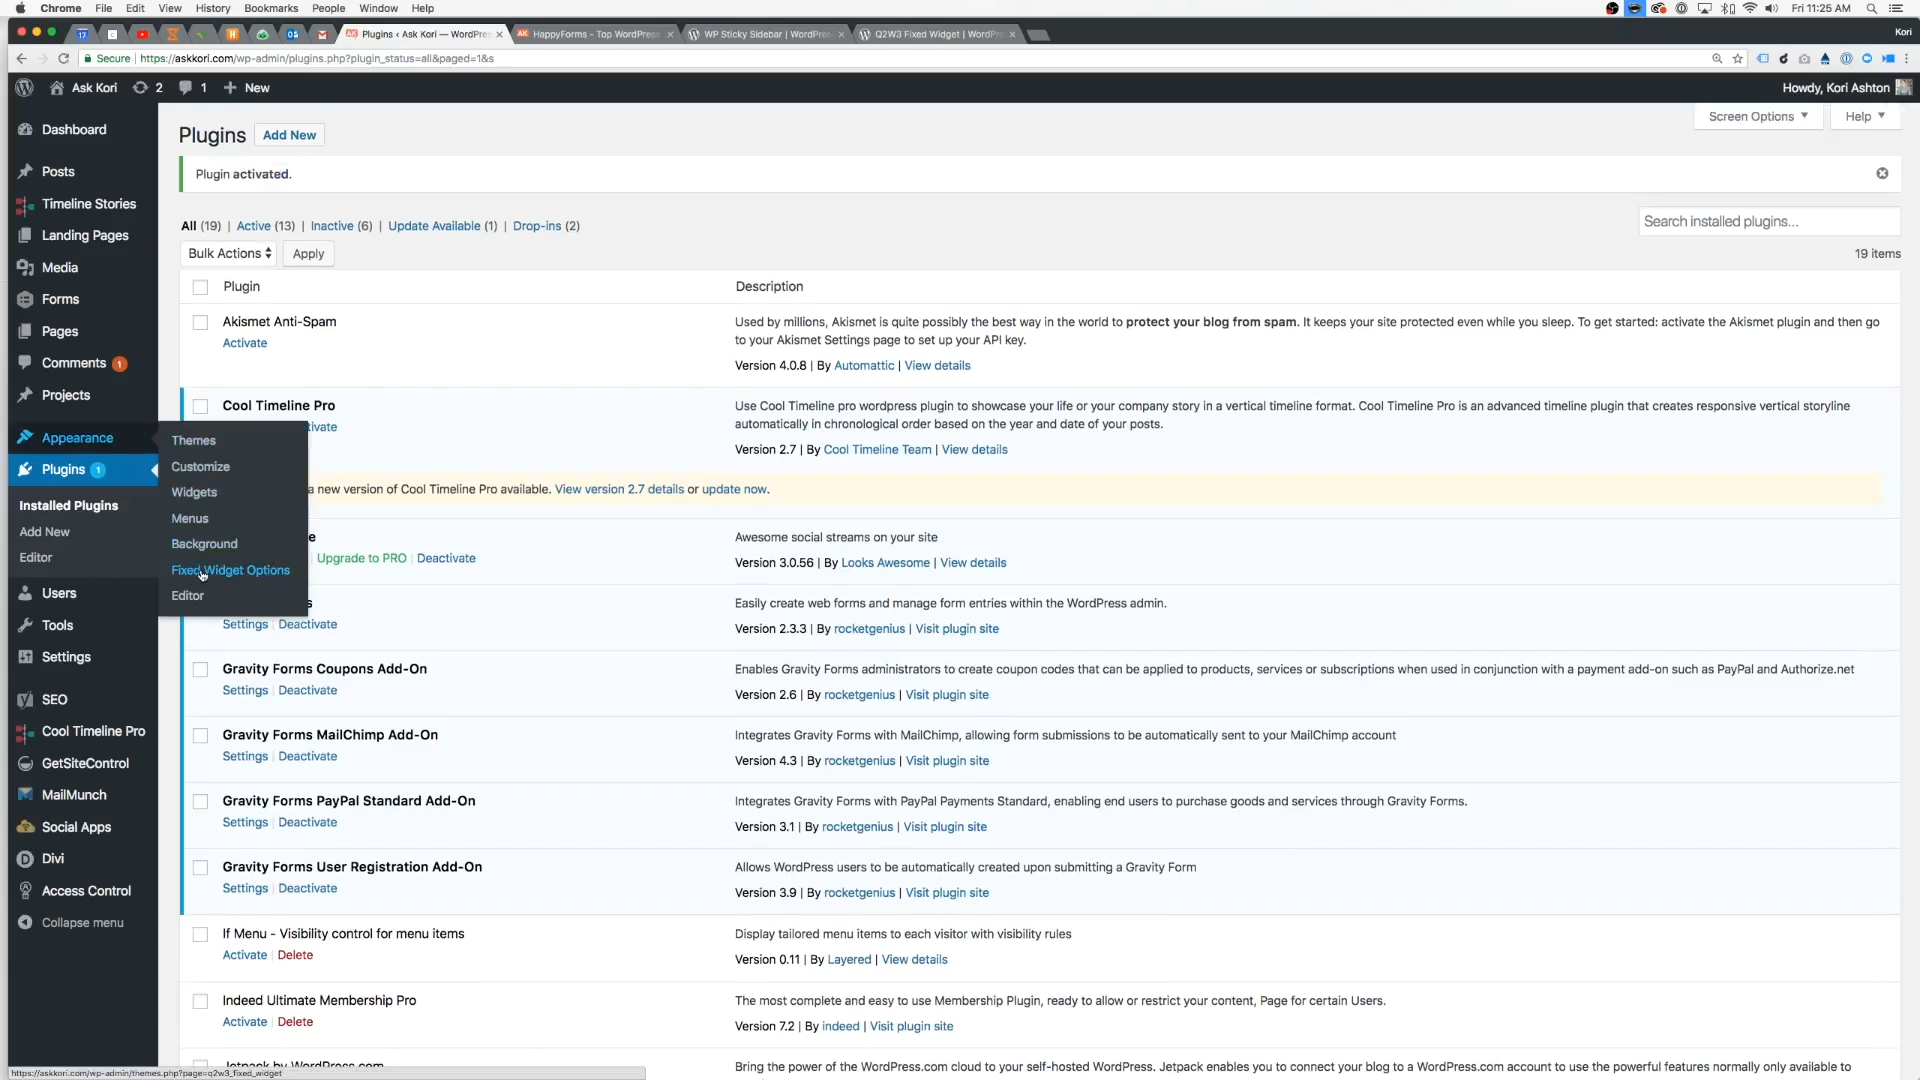 Chrome File Edit View History Bookmarks People Window Help Fri 11:25 AM
17 Plugins ‹ Ask Kori — WordPres HappyForms - Top WordPress WP Sticky Sidebar | WordPres Q2W3 Fixed Widget | WordPr Kori
Secure | https://askkori.com/wp-admin/plugins.php?plugin_status=all&paged=1&s
Ask Kori 2 1 New Howdy, Kori Ashton
Dashboard
Posts
Timeline Stories
Landing Pages
Media
Forms
Pages
Comments 1
Projects
Appearance
Plugins 1
Installed Plugins
Add New
Editor
Users
Tools
Settings
SEO
Cool Timeline Pro
GetSiteControl
MailMunch
Social Apps
Divi
Access Control
Collapse menu
Themes
Customize
Widgets
Menus
Background
Fixed Widget Options
Editor
Screen Options Help
Plugins Add New
Plugin activated.
All (19) | Active (13) | Inactive (6) | Update Available (1) | Drop-ins (2)
Search installed plugins...
Bulk Actions Apply 19 items
Plugin Description
Akismet Anti-Spam
Activate
Used by millions, Akismet is quite possibly the best way in the world to protect your blog from spam. It keeps your site protected even while you sleep. To get started: activate the Akismet plugin and then go
to your Akismet Settings page to set up your API key.
Version 4.0.8 | By Automattic | View details
Cool Timeline Pro
ivate
Use Cool Timeline pro wordpress plugin to showcase your life or your company story in a vertical timeline format. Cool Timeline Pro is an advanced timeline plugin that creates responsive vertical storyline
automatically in chronological order based on the year and date of your posts.
Version 2.7 | By Cool Timeline Team | View details
a new version of Cool Timeline Pro available. View version 2.7 details or update now.
e
Upgrade to PRO | Deactivate
Awesome social streams on your site
Version 3.0.56 | By Looks Awesome | View details
s
Settings | Deactivate
Easily create web forms and manage form entries within the WordPress admin.
Version 2.3.3 | By rocketgenius | Visit plugin site
Gravity Forms Coupons Add-On
Settings | Deactivate
Enables Gravity Forms administrators to create coupon codes that can be applied to products, services or subscriptions when used in conjunction with a payment add-on such as PayPal and Authorize.net
Version 2.6 | By rocketgenius | Visit plugin site
Gravity Forms MailChimp Add-On
Settings | Deactivate
Integrates Gravity Forms with MailChimp, allowing form submissions to be automatically sent to your MailChimp account
Version 4.3 | By rocketgenius | Visit plugin site
Gravity Forms PayPal Standard Add-On
Settings | Deactivate
Integrates Gravity Forms with PayPal Payments Standard, enabling end users to purchase goods and services through Gravity Forms.
Version 3.1 | By rocketgenius | Visit plugin site
Gravity Forms User Registration Add-On
Settings | Deactivate
Allows WordPress users to be automatically created upon submitting a Gravity Form
Version 3.9 | By rocketgenius | Visit plugin site
If Menu - Visibility control for menu items
Activate | Delete
Display tailored menu items to each visitor with visibility rules
Version 0.11 | By Layered | View details
Indeed Ultimate Membership Pro
Activate | Delete
The most complete and easy to use Membership Plugin, ready to allow or restrict your content, Page for certain Users.
Version 7.2 | By indeed | Visit plugin site
Jetpack by WordPress.com
Bring the power of the WordPress.com cloud to your self-hosted WordPress. Jetpack enables you to connect your blog to a WordPress.com account to use the powerful features normally only available to
https://askkori.com/wp-admin/themes.php?page=q2w3_fixed_widget